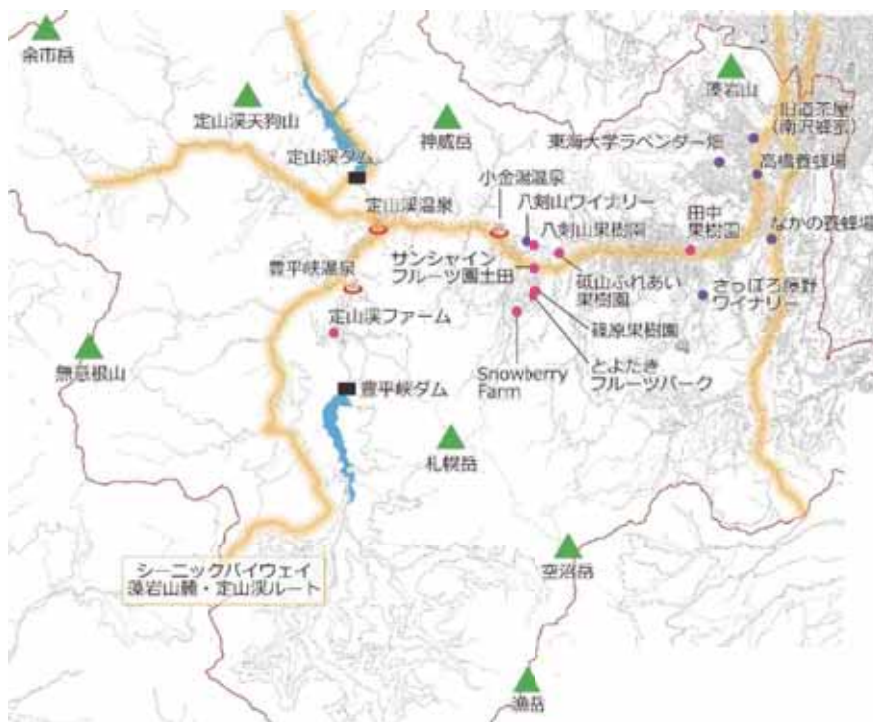 余市岳
定山渓天狗山
定山渓ダム
神威岳
藻岩山
旧道茶屋
(南沢蜂蜜)
東海大学ラベンダー畑
高橋養蜂場
小金湯温泉
八剣山ワイナリー
定山渓温泉
八剣山果樹園
田中
果樹園
なかの養蜂場
豊平峡温泉
サンシャイン
フルーツ園土田
砥山ふれあい
果樹園
さっぽろ藤野
ワイナリー
定山渓ファーム
篠原果樹園
無意根山
Snowberry
Farm
とよたき
フルーツパーク
豊平峡ダム
札幌岳
空沼岳
シーニックバイウェイ
藻岩山麓・定山渓ルート
漁岳